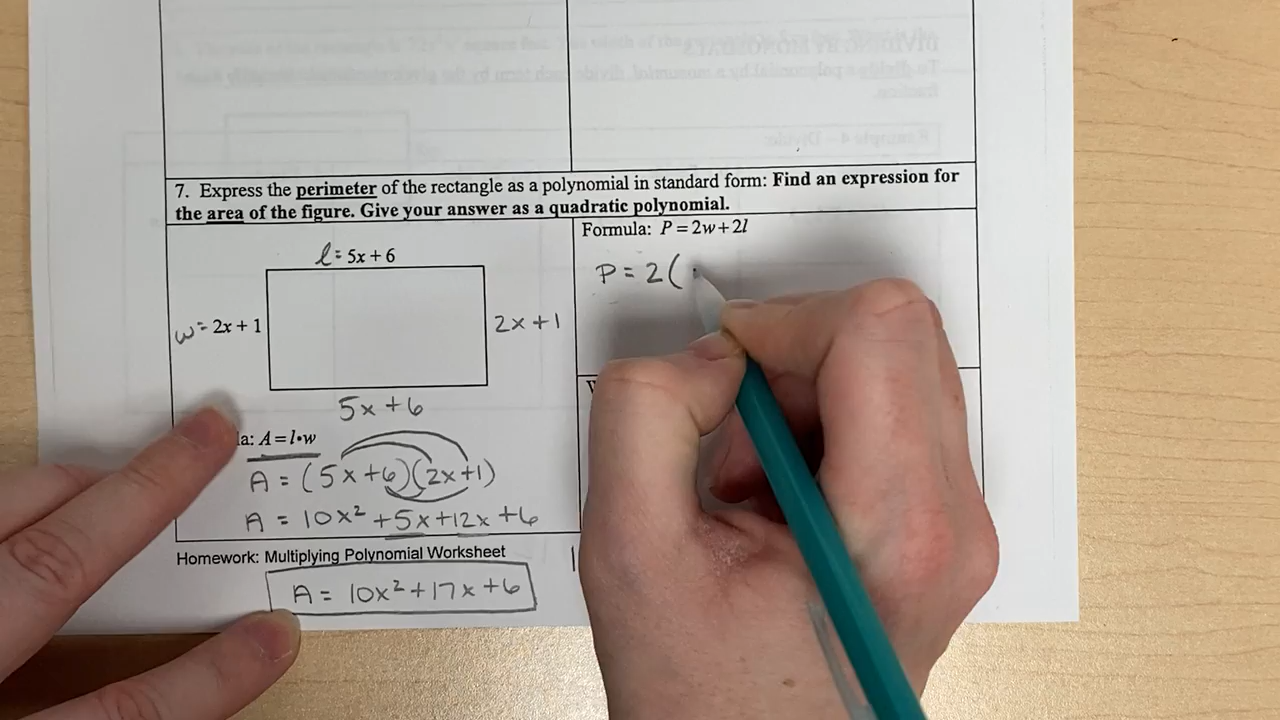 7. Express the perimeter of the rectangle as a polynomial in standard form: Find an expression for
the area of the figure. Give your answer as a quadratic polynomial.
Formula: P = 2w + 2l
P = 2(
l = 5x + 6
w = 2x + 1
2x + 1
5x + 6
A = l•w
A = (5x+6)(2x+1)
A = 10x² + 5x + 12x + 6
Homework: Multiplying Polynomial Worksheet
A = 10x² + 17x + 6